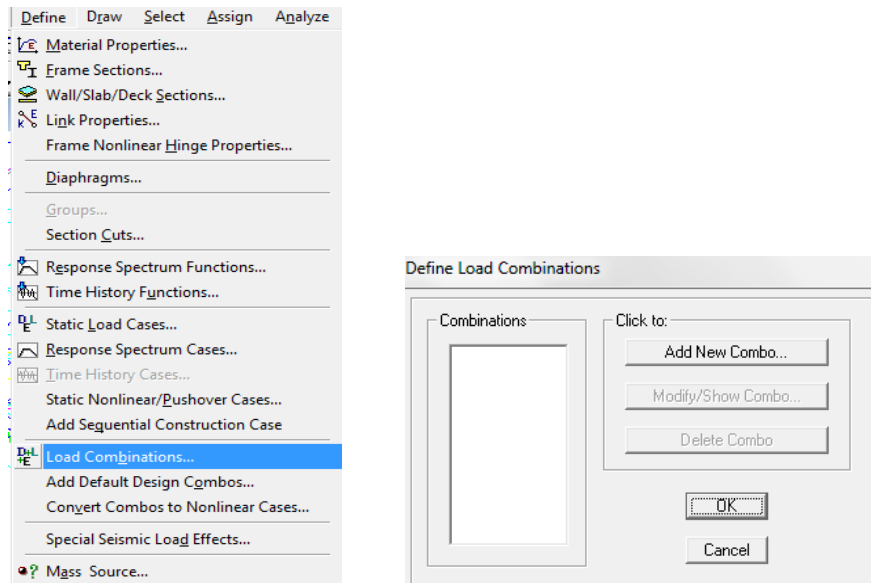 Define Draw Select Assign Analyze
Material Properties...
Frame Sections...
Wall/Slab/Deck Sections...
Link Properties...
Frame Nonlinear Hinge Properties...
Diaphragms...
Groups...
Section Cuts...
Response Spectrum Functions...
Time History Functions...
Static Load Cases...
Response Spectrum Cases...
Time History Cases...
Static Nonlinear/Pushover Cases...
Add Sequential Construction Case
Load Combinations...
Add Default Design Combos...
Convert Combos to Nonlinear Cases...
Special Seismic Load Effects...
Mass Source...
Define Load Combinations
Combinations
Click to:
Add New Combo...
Modify/Show Combo...
Delete Combo
OK
Cancel